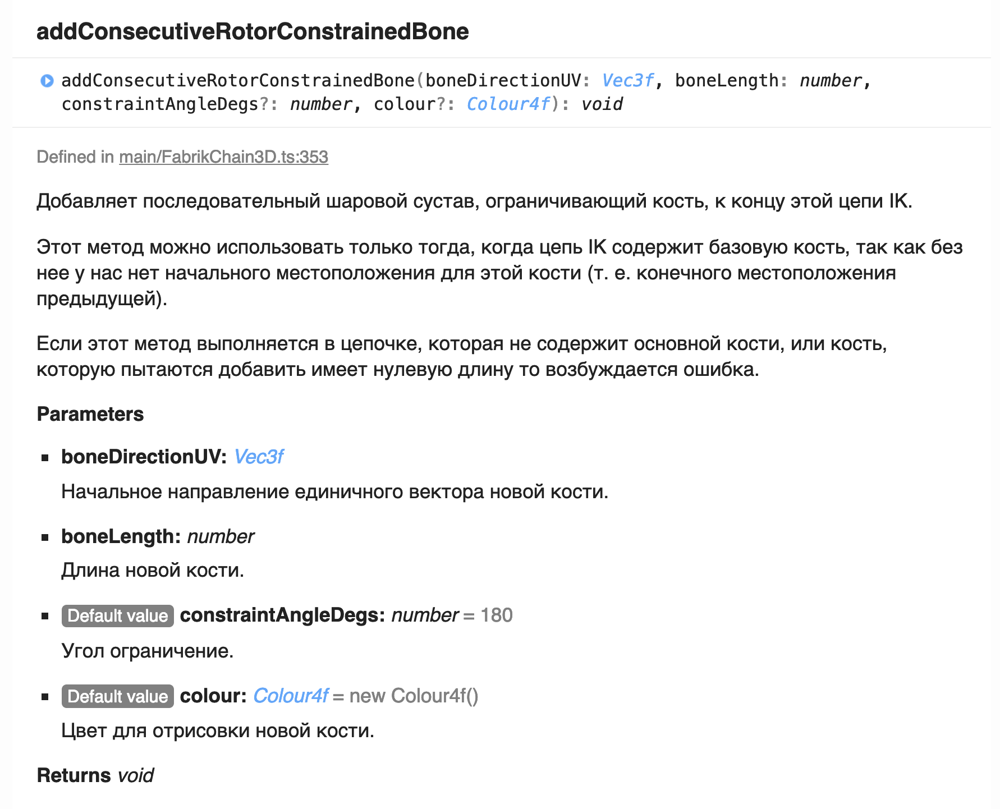 addConsecutiveRotorConstrainedBone
addConsecutiveRotorConstrainedBone(boneDirectionUV: Vec3f, boneLength: number,
constraintAngleDegs?: number, colour?: Colour4f): void
Defined in main/FabrikChain3D.ts:353
Добавляет последовательный шаровой сустав, ограничивающий кость, к концу этой цепи IK.
Этот метод можно использовать только тогда, когда цепь IK содержит базовую кость, так как без
нее у нас нет начального местоположения для этой кости (т. е. конечного местоположения
предыдущей).
Если этот метод выполняется в цепочке, которая не содержит основной кости, или кость,
которую пытаются добавить имеет нулевую длину то возбуждается ошибка.
Parameters
boneDirectionUV: Vec3f
Начальное направление единичного вектора новой кости.
boneLength: number
Длина новой кости.
Default value constraintAngleDegs: number = 180
Угол ограничение.
Default value colour: Colour4f = new Colour4f()
Цвет для отрисовки новой кости.
Returns void